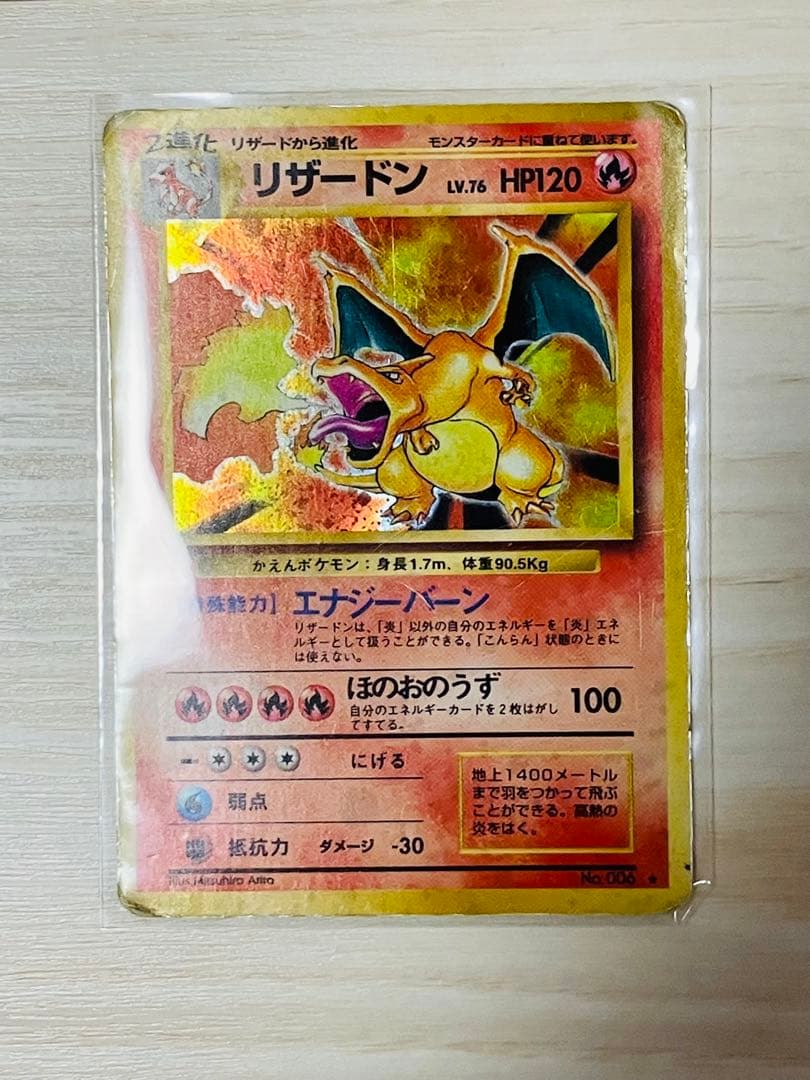 2進化 リザードから進化 モンスターカードに重ねて使います。
リザードン LV.76 HP120
かえんポケモン：身長1.7m、体重90.5Kg
殊能力】 エナジーバーン
リザードンは、「炎」以外の自分のエネルギーを「炎」エネ
ルギーとして扱うことができる。「こんらん」状態のときに
は使えない。
ほのおのうず 100
自分のエネルギーカードを2枚はがし
てすてる。
にげる
弱点
抵抗力 ダメージ -30
地上1400メートル
まで羽をつかって飛ぶ
ことができる。高熱の
炎をはく。
Illus. Mitsuhiro Arita No. 006 ★